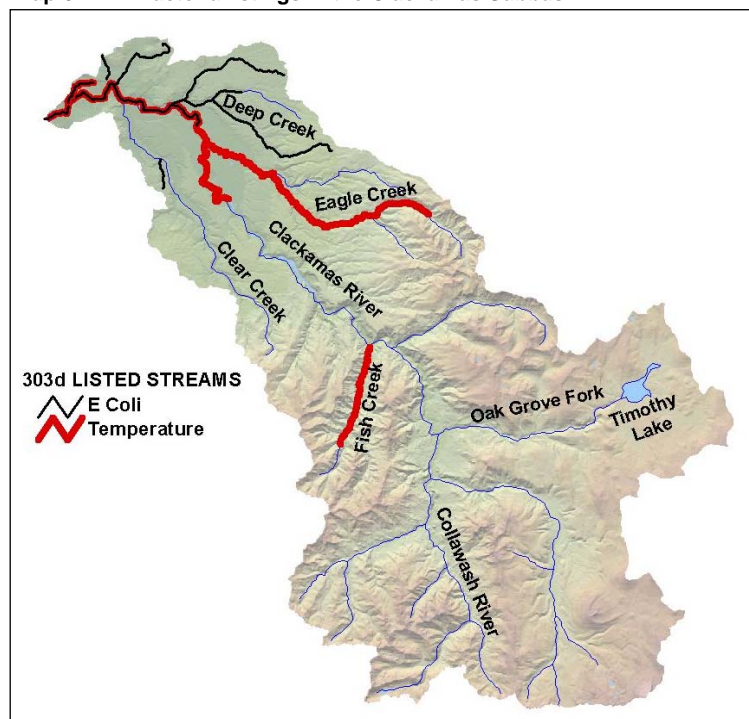 Deep Creek
Eagle Creek
Clackamas River
Clear Creek
303d LISTED STREAMS
E Coli
Temperature
Fish Creek
Oak Grove Fork
Timothy
Lake
Collawash River